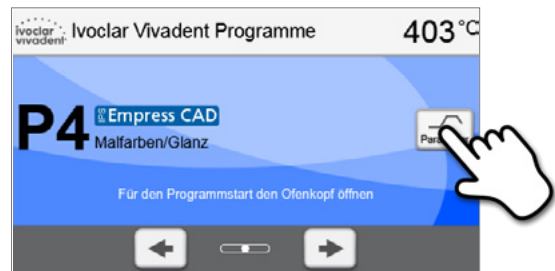 ivoclar vivadent Ivoclar Vivadent Programme 403 °C
P4 IPS Empress CAD
Malfarben/Glanz
Für den Programmstart den Ofenkopf öffnen